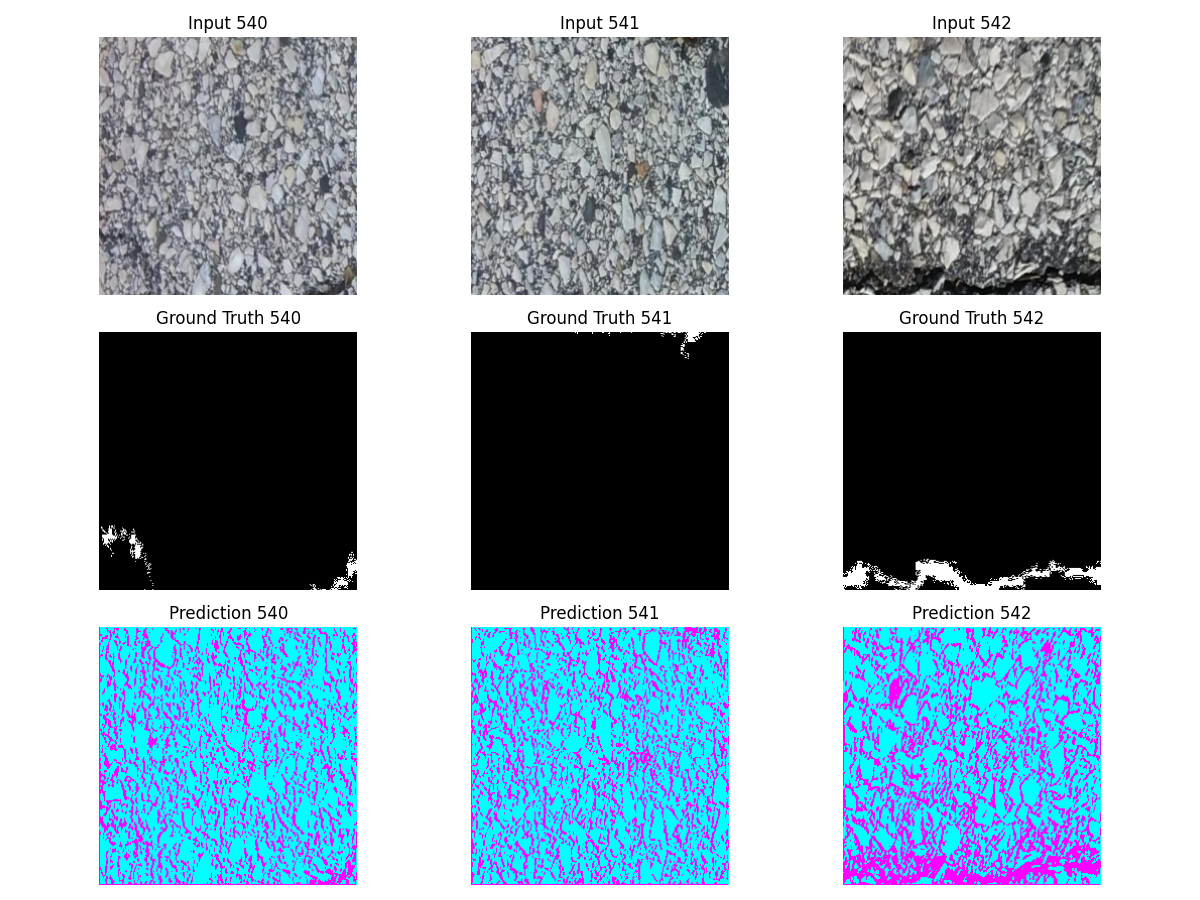 Input 540
Input 541
Input 542
Ground Truth 540
Ground Truth 541
Ground Truth 542
Prediction 540
Prediction 541
Prediction 542